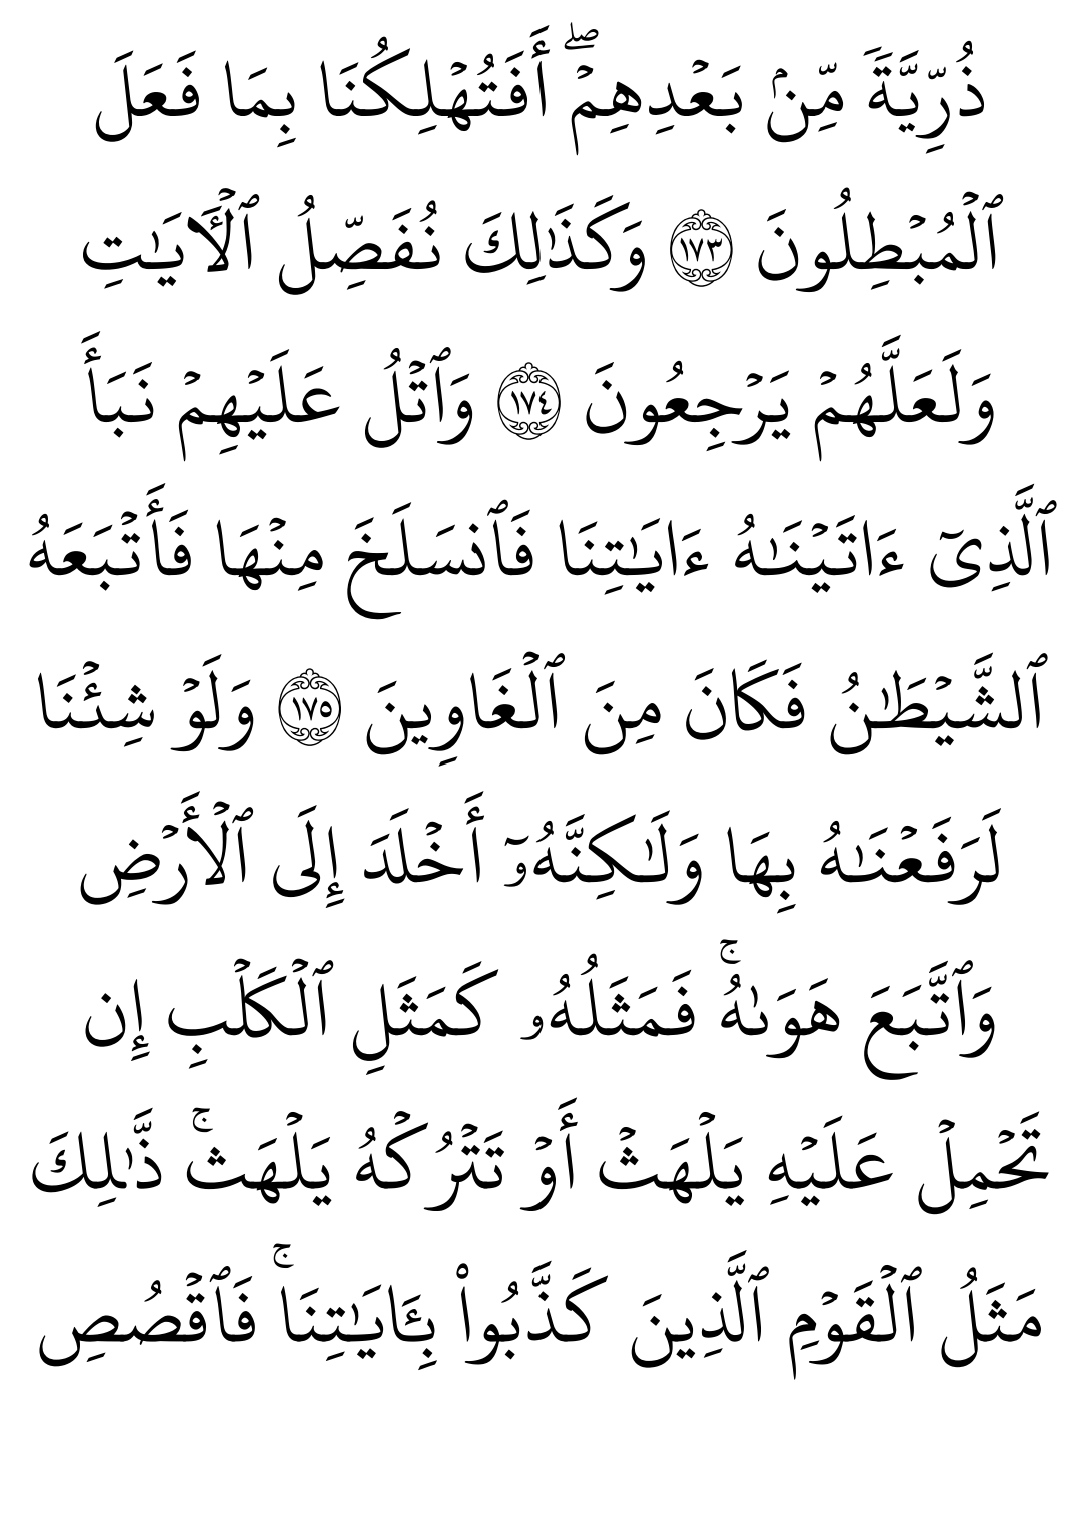 ذُرِّيَّةَ مِّنۢ بَعْدِهِمْ ۖ أَفَتُهْلِكُنَا بِمَا فَعَلَ
ٱلْمُبْطِلُونَ ١٧٣ وَكَذَٰلِكَ نُفَصِّلُ ٱلْـَٔايَـٰتِ
وَلَعَلَّهُمْ يَرْجِعُونَ ١٧٤ وَٱتْلُ عَلَيْهِمْ نَبَأَ
ٱلَّذِىٓ ءَاتَيْنَـٰهُ ءَايَـٰتِنَا فَٱنسَلَخَ مِنْهَا فَأَتْبَعَهُ
ٱلشَّيْطَـٰنُ فَكَانَ مِنَ ٱلْغَاوِينَ ١٧٥ وَلَوْ شِئْنَا
لَرَفَعْنَـٰهُ بِهَا وَلَـٰكِنَّهُۥٓ أَخْلَدَ إِلَى ٱلْأَرْضِ
وَٱتَّبَعَ هَوَىٰهُ ۚ فَمَثَلُهُۥ كَمَثَلِ ٱلْكَلْبِ إِن
تَحْمِلْ عَلَيْهِ يَلْهَثْ أَوْ تَتْرُكْهُ يَلْهَث ۚ ذَّٰلِكَ
مَثَلُ ٱلْقَوْمِ ٱلَّذِينَ كَذَّبُوا۟ بِـَٔايَـٰتِنَا ۚ فَٱقْصُصِ